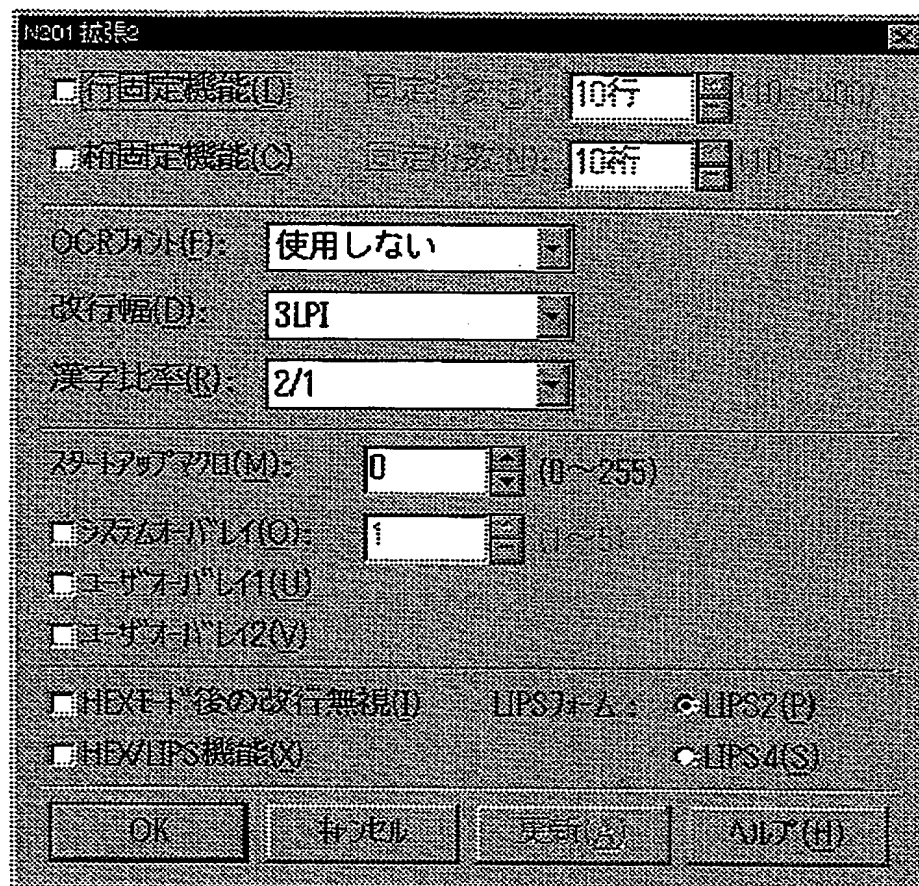 N201 拡張2
行固定機能(L) 10行
桁固定機能(C) 固定桁数(N): 10桁
OCRフォント(F): 使用しない
改行幅(D): 3LPI
漢字比率(R): 2/1
スタートアップマクロ(M): 0 (0～255)
システムオーバレイ(O): 1
ユーザオーバレイ1(U)
ユーザオーバレイ2(V)
HEXモード後の改行無視(I) LIPSフォーム: LIPS2(P)
HEX/LIPS機能(X) LIPS4(S)
OK キャンセル 更新(A) ヘルプ(H)